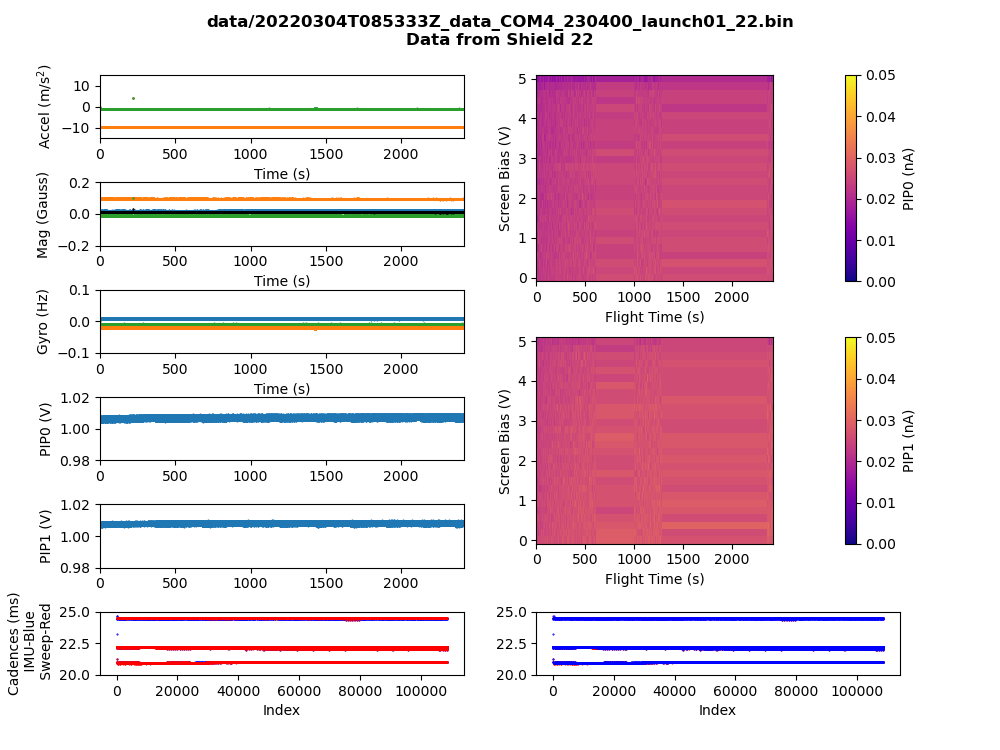 data/20220304T085333Z_data_COM4_230400_launch01_22.bin
Data from Shield 22
Accel (m/s²)
10
0
−10
0 500 1000 1500 2000
Time (s)
Mag (Gauss)
0.2
0.0
−0.2
0 500 1000 1500 2000
Time (s)
Gyro (Hz)
0.1
0.0
−0.1
0 500 1000 1500 2000
Time (s)
PIP0 (V)
1.02
1.00
0.98
0 500 1000 1500 2000
PIP1 (V)
1.02
1.00
0.98
0 500 1000 1500 2000
Cadences (ms)
IMU-Blue
Sweep-Red
25.0
22.5
20.0
0 20000 40000 60000 80000 100000
Index
Screen Bias (V)
5
4
3
2
1
0
0 500 1000 1500 2000
Flight Time (s)
0.05
0.04
0.03
0.02
0.01
0.00
PIP0 (nA)
Screen Bias (V)
5
4
3
2
1
0
0 500 1000 1500 2000
Flight Time (s)
0.05
0.04
0.03
0.02
0.01
0.00
PIP1 (nA)
25.0
22.5
20.0
0 20000 40000 60000 80000 100000
Index